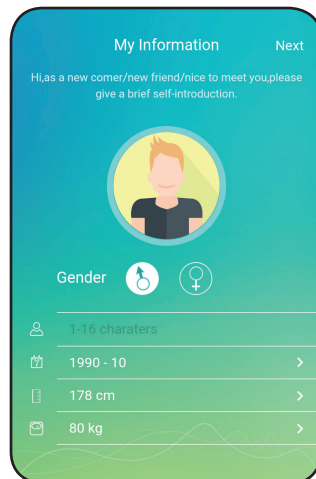 My Information
Next
Hi,as a new comer/new friend/nice to meet you,please
give a brief self-introduction.
Gender
1-16 charaters
7
1990 - 10
178 cm
80 kg